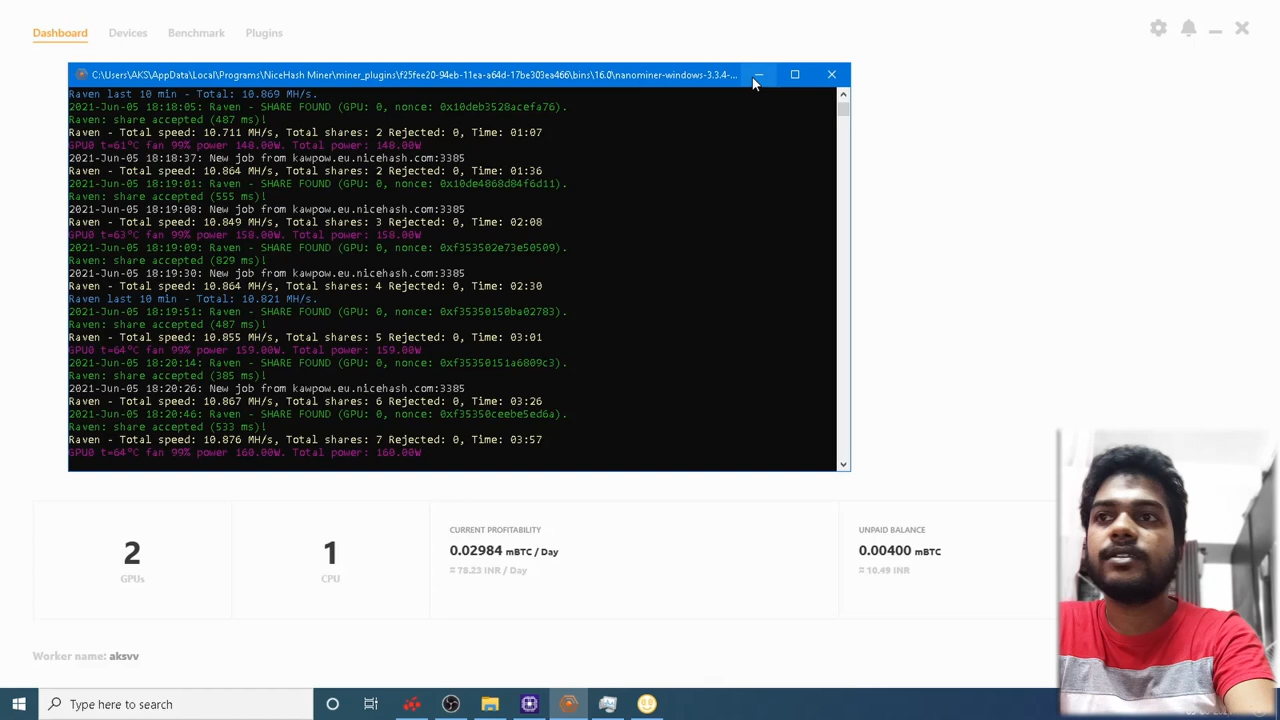 Dashboard
Devices
Benchmark
Plugins
C:\Users\AKS\AppData\Local\Programs\NiceHash Miner\miner_plugins\f25fee20-94eb-11ea-a64d-17be303ea466\bins\16.0\nanominer-windows-3.3.4-...
Raven last 10 min - Total: 10.869 MH/s.
2021-Jun-05 18:18:05: Raven - SHARE FOUND (GPU: 0, nonce: 0x10deb3528acefa76).
Raven: share accepted (487 ms)!
Raven - Total speed: 10.711 MH/s, Total shares: 2 Rejected: 0, Time: 01:07
GPU0 t=61°C fan 99% power 148.00W. Total power: 148.00W
2021-Jun-05 18:18:37: New job from kawpow.eu.nicehash.com:3385
Raven - Total speed: 10.864 MH/s, Total shares: 2 Rejected: 0, Time: 01:36
2021-Jun-05 18:19:01: Raven - SHARE FOUND (GPU: 0, nonce: 0x10de4868d84f6d11).
Raven: share accepted (555 ms)!
2021-Jun-05 18:19:08: New job from kawpow.eu.nicehash.com:3385
Raven - Total speed: 10.849 MH/s, Total shares: 3 Rejected: 0, Time: 02:08
GPU0 t=63°C fan 99% power 158.00W. Total power: 158.00W
2021-Jun-05 18:19:09: Raven - SHARE FOUND (GPU: 0, nonce: 0xf353502e73e50509).
Raven: share accepted (829 ms)!
2021-Jun-05 18:19:30: New job from kawpow.eu.nicehash.com:3385
Raven - Total speed: 10.864 MH/s, Total shares: 4 Rejected: 0, Time: 02:30
Raven last 10 min - Total: 10.821 MH/s.
2021-Jun-05 18:19:51: Raven - SHARE FOUND (GPU: 0, nonce: 0xf35350150ba02783).
Raven: share accepted (487 ms)!
Raven - Total speed: 10.855 MH/s, Total shares: 5 Rejected: 0, Time: 03:01
GPU0 t=64°C fan 99% power 159.00W. Total power: 159.00W
2021-Jun-05 18:20:14: Raven - SHARE FOUND (GPU: 0, nonce: 0xf35350151a6809c3).
Raven: share accepted (385 ms)!
2021-Jun-05 18:20:26: New job from kawpow.eu.nicehash.com:3385
Raven - Total speed: 10.867 MH/s, Total shares: 6 Rejected: 0, Time: 03:26
2021-Jun-05 18:20:46: Raven - SHARE FOUND (GPU: 0, nonce: 0xf35350ceebe5ed6a).
Raven: share accepted (533 ms)!
Raven - Total speed: 10.876 MH/s, Total shares: 7 Rejected: 0, Time: 03:57
GPU0 t=64°C fan 99% power 160.00W. Total power: 160.00W
2
GPUs
1
CPU
CURRENT PROFITABILITY
0.02984 mBTC / Day
= 78.23 INR / Day
UNPAID BALANCE
0.00400 mBTC
= 10.49 INR
Worker name: aksvv
Type here to search